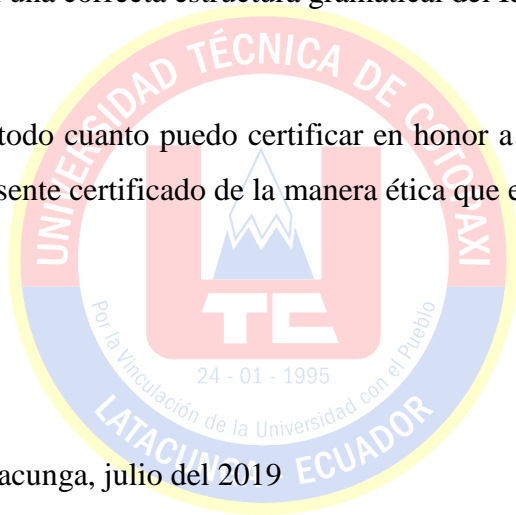 una correcta estructura gramatical del
UNIVERSIDAD TÉCNICA DE COTOPAXI
todo cuanto puedo certificar en honor a
sente certificado de la manera ética que
UTC
Por la Vinculación de la Universidad con el Pueblo
24 - 01 - 1995
LATACUNGA - ECUADOR
acunga, julio del 2019